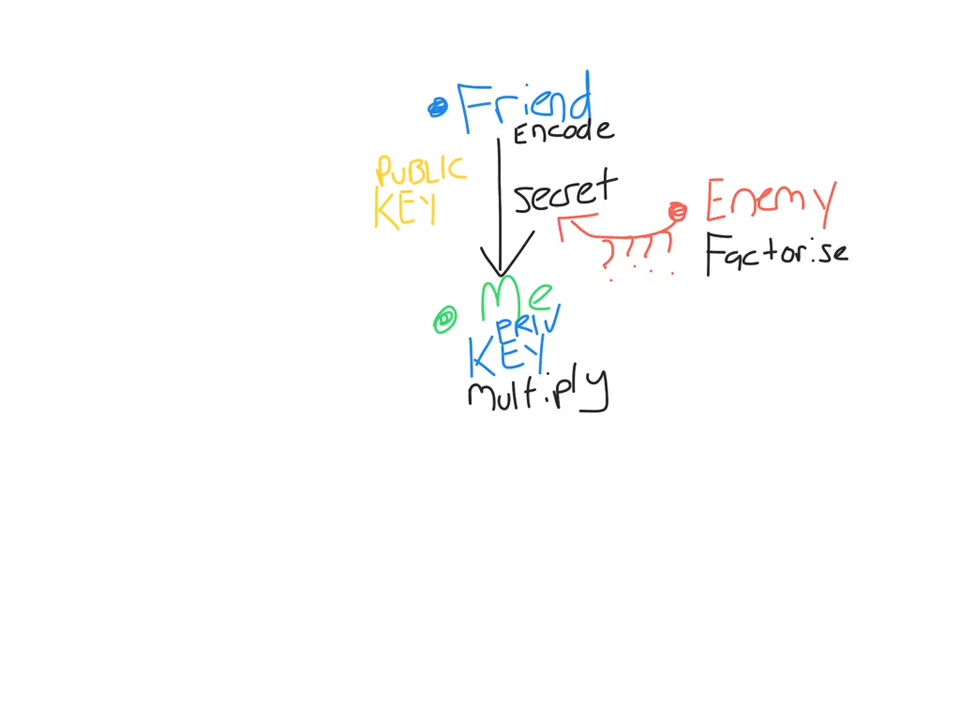 Friend
Encode
PUBLIC
KEY
secret
Enemy
????
Factorise
Me
PRIV
KEY
multiply